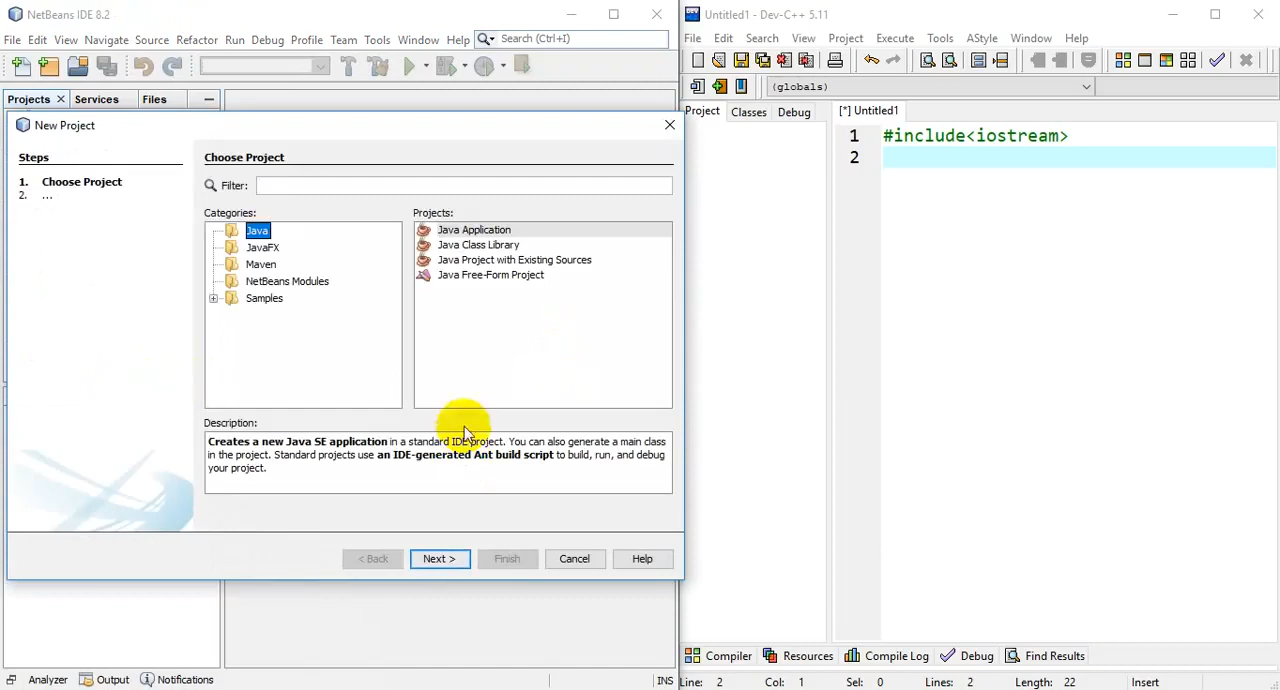 NetBeans IDE 8.2
File Edit View Navigate Source Refactor Run Debug Profile Team Tools Window Help Search (Ctrl+I)
Projects Services Files
New Project
Steps
1. Choose Project
2. ...
Choose Project
Filter:
Categories:
Java
JavaFX
Maven
NetBeans Modules
Samples
Projects:
Java Application
Java Class Library
Java Project with Existing Sources
Java Free-Form Project
Description:
Creates a new Java SE application in a standard IDE project. You can also generate a main class
in the project. Standard projects use an IDE-generated Ant build script to build, run, and debug
your project.
< Back Next > Finish Cancel Help
Analyzer Output Notifications INS
Untitled1 - Dev-C++ 5.11
File Edit Search View Project Execute Tools AStyle Window Help
(globals)
Project Classes Debug [*] Untitled1
1 #include<iostream>
2
Compiler Resources Compile Log Debug Find Results
Line: 2 Col: 1 Sel: 0 Lines: 2 Length: 22 Insert